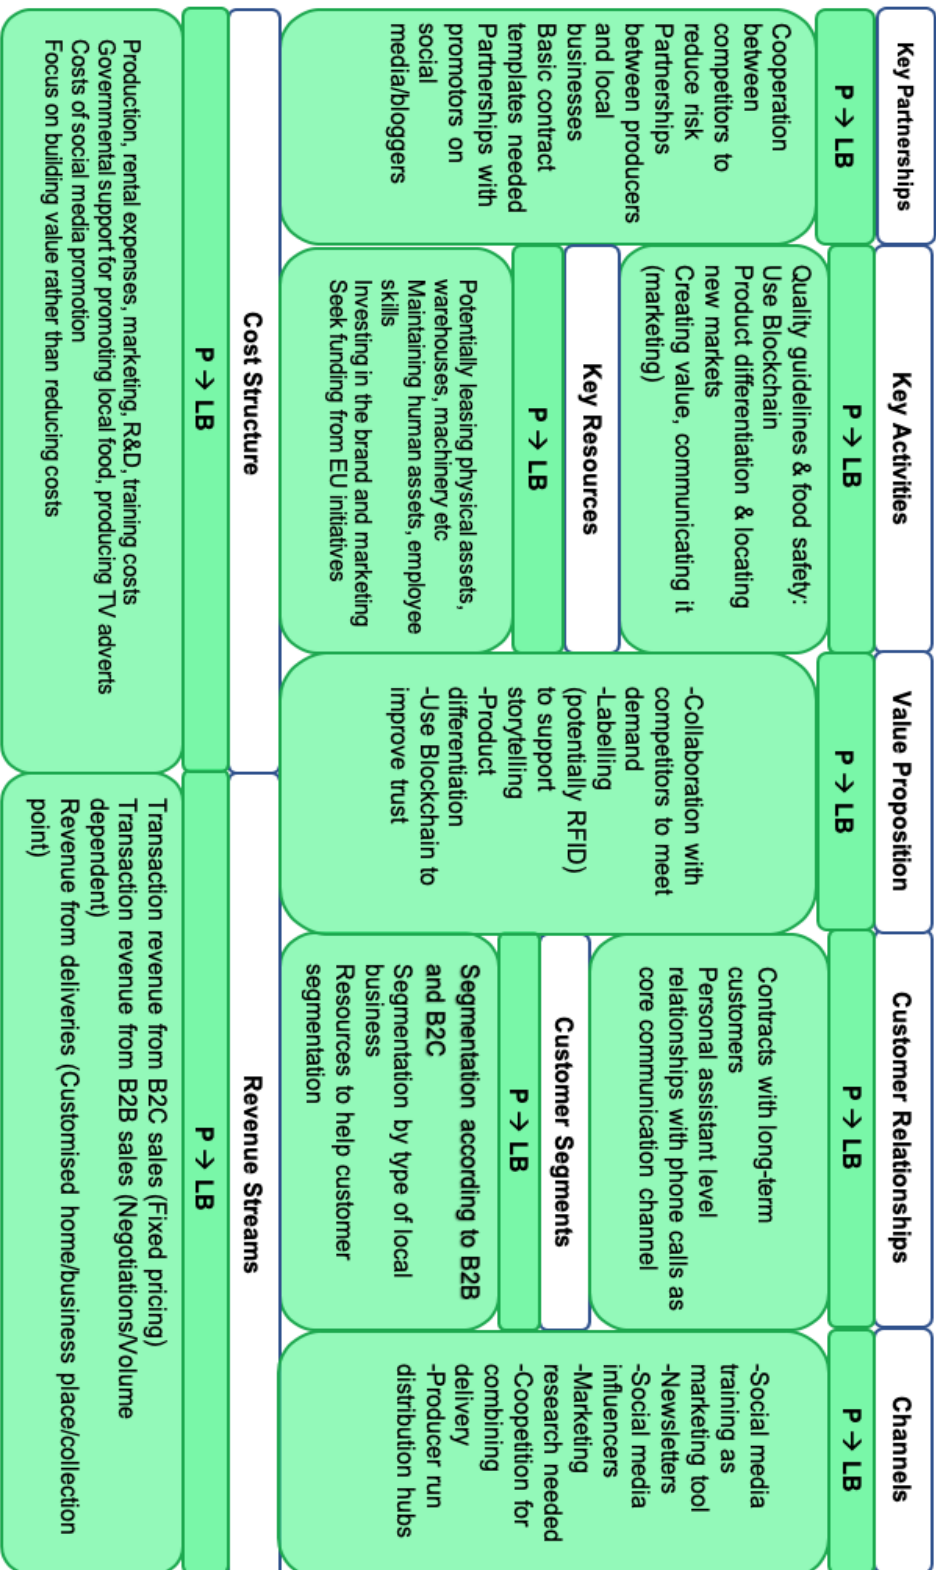 Key Partnerships
P → LB
Cooperation
between
competitors to
reduce risk
Partnerships
between producers
and local
businesses
Basic contract
templates needed
Partnerships with
promotors on
social
media/bloggers
Key Activities
P → LB
Quality guidelines & food safety:
Use Blockchain
Product differentiation & locating
new markets
Creating value, communicating it
(marketing)
Key Resources
P → LB
Potentially leasing physical assets,
warehouses, machinery etc
Maintaining human assets, employee
skills
Investing in the brand and marketing
Seek funding from EU initiatives
Value Proposition
P → LB
-Collaboration with
competitors to meet
demand
-Labelling
(potentially RFID)
to support
storytelling
-Product
differentiation
-Use Blockchain to
improve trust
Customer Relationships
P → LB
Contracts with long-term
customers
Personal assistant level
relationships with phone calls as
core communication channel
Customer Segments
P → LB
Segmentation according to B2B
and B2C
Segmentation by type of local
business
Resources to help customer
segmentation
Channels
P → LB
-Social media
training as
marketing tool
-Newsletters
-Social media
influencers
-Marketing
research needed
-Coopetition for
combining
delivery
-Producer run
distribution hubs
Cost Structure
P → LB
Production, rental expenses, marketing, R&D, training costs
Governmental support for promoting local food, producing TV adverts
Costs of social media promotion
Focus on building value rather than reducing costs
Revenue Streams
P → LB
Transaction revenue from B2C sales (Fixed pricing)
Transaction revenue from B2B sales (Negotiations/Volume
dependent)
Revenue from deliveries (Customised home/business place/collection
point)